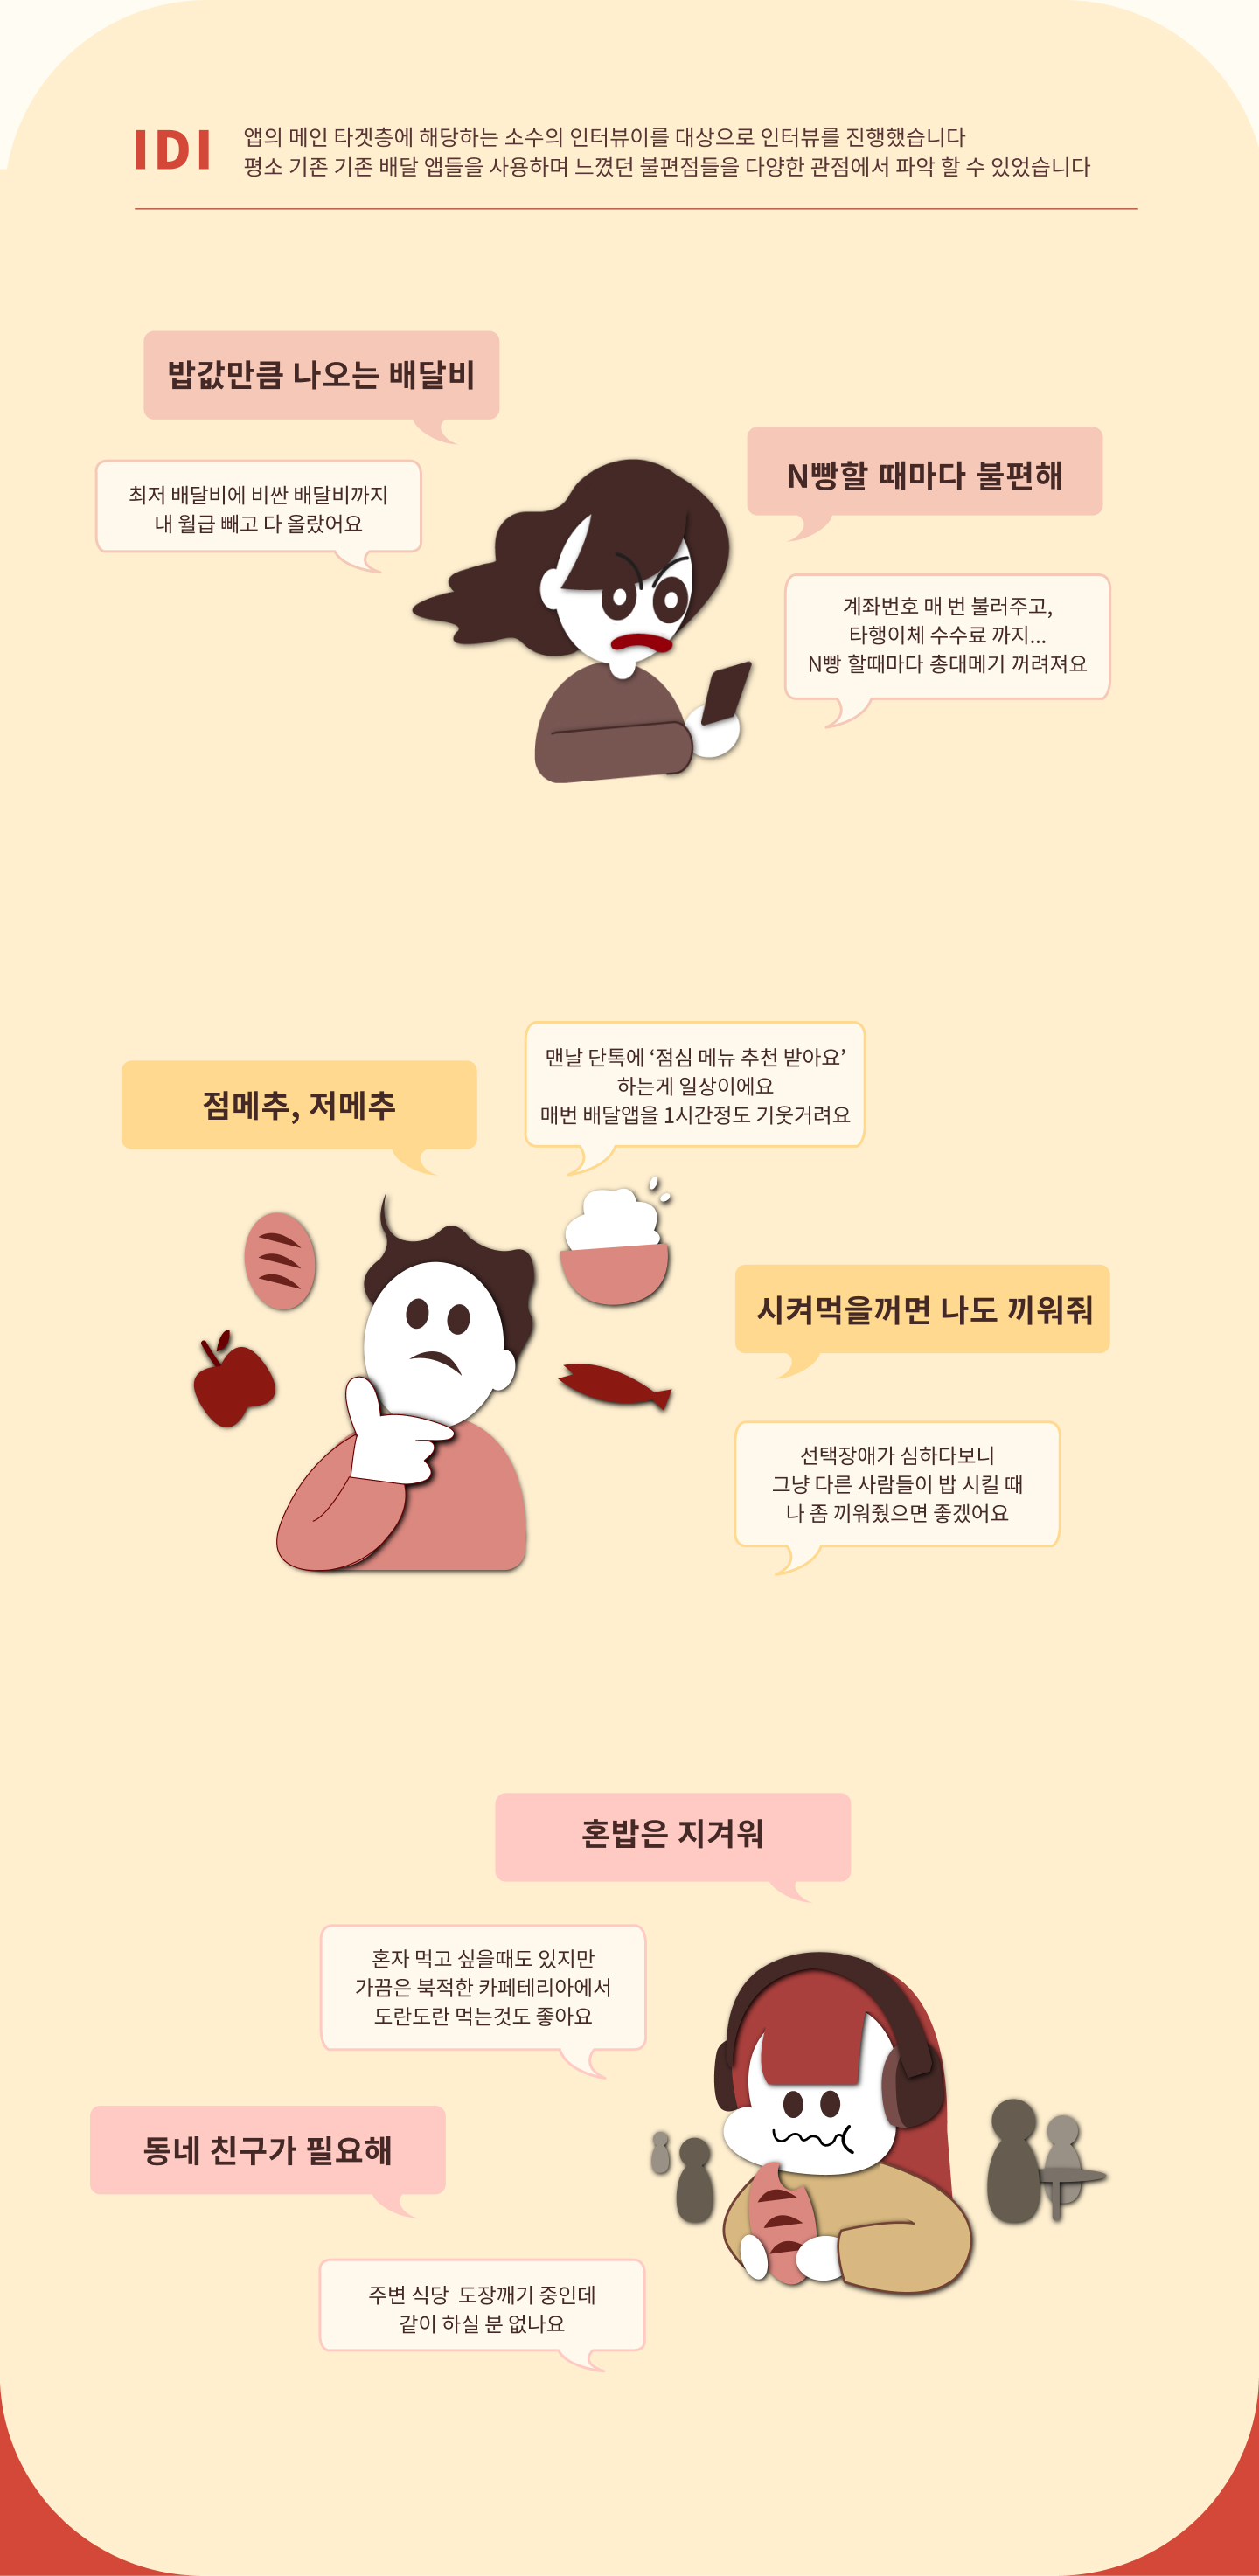 IDI
앱의 메인 타겟층에 해당하는 소수의 인터뷰이를 대상으로 인터뷰를 진행했습니다
평소 기존 기존 배달 앱들을 사용하며 느꼈던 불편점들을 다양한 관점에서 파악 할 수 있었습니다
밥값만큼 나오는 배달비
최저 배달비에 비싼 배달비까지
내 월급 빼고 다 올랐어요
N빵할 때마다 불편해
계좌번호 매 번 불러주고,
타행이체 수수료 까지...
N빵 할때마다 총대메기 꺼려져요
점메추, 저메추
맨날 단톡에 ‘점심 메뉴 추천 받아요’
하는게 일상이에요
매번 배달앱을 1시간정도 기웃거려요
시켜먹을꺼면 나도 끼워줘
선택장애가 심하다보니
그냥 다른 사람들이 밥 시킬 때
나 좀 끼워줬으면 좋겠어요
혼밥은 지겨워
혼자 먹고 싶을때도 있지만
가끔은 북적한 카페테리아에서
도란도란 먹는것도 좋아요
동네 친구가 필요해
주변 식당 도장깨기 중인데
같이 하실 분 없나요